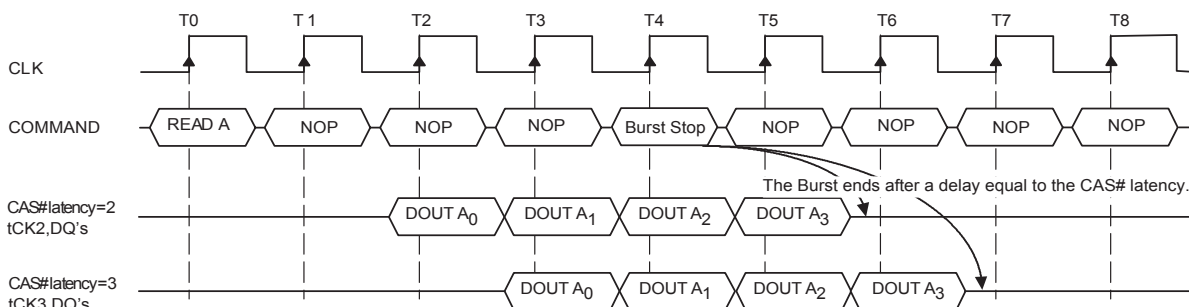 T0 T1 T2 T3 T4 T5 T6 T7 T8
CLK
COMMAND READ A NOP NOP NOP Burst Stop NOP NOP NOP NOP
The Burst ends after a delay equal to the CAS# latency.
CAS# latency=2
tCK2,DQ's
DOUT A0 DOUT A1 DOUT A2 DOUT A3
CAS# latency=3
tCK3,DQ's
DOUT A0 DOUT A1 DOUT A2 DOUT A3